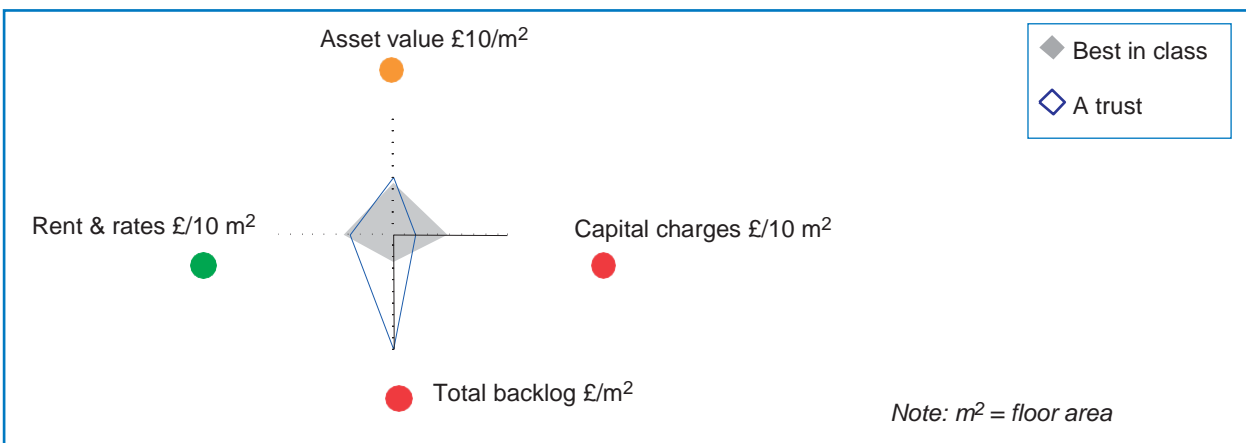 Asset value £10/m²
Best in class
A trust
Rent & rates £/10 m²
Capital charges £/10 m²
Total backlog £/m²
Note: m² = floor area